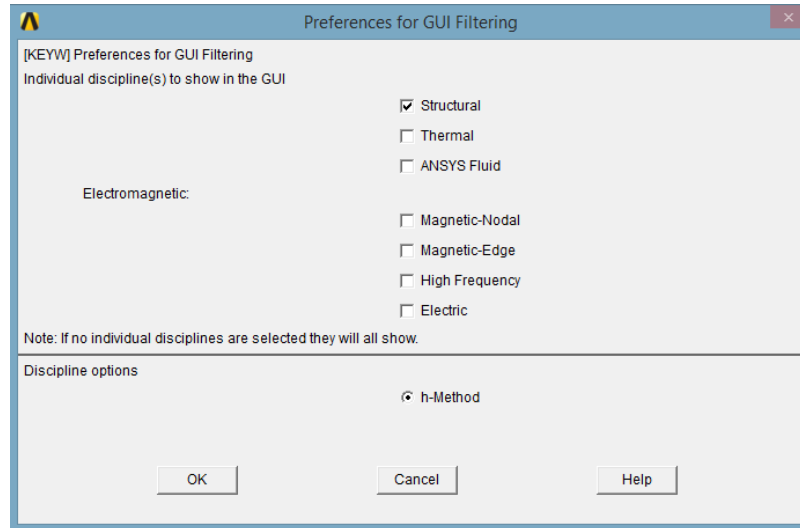 Preferences for GUI Filtering
[KEYW] Preferences for GUI Filtering
Individual discipline(s) to show in the GUI
Structural
Thermal
ANSYS Fluid
Electromagnetic:
Magnetic-Nodal
Magnetic-Edge
High Frequency
Electric
Note: If no individual disciplines are selected they will all show.
Discipline options
h-Method
OK Cancel Help